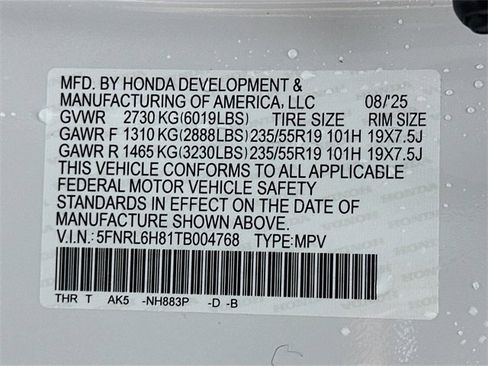 MFD. BY HONDA DEVELOPMENT &
MANUFACTURING OF AMERICA, LLC 08/'25
GVWR 2730 KG(6019LBS) TIRE SIZE RIM SIZE
GAWR F 1310 KG(2888LBS) 235/55R19 101H 19X7.5J
GAWR R 1465 KG(3230LBS) 235/55R19 101H 19X7.5J
THIS VEHICLE CONFORMS TO ALL APPLICABLE
FEDERAL MOTOR VEHICLE SAFETY
STANDARDS IN EFFECT ON THE DATE OF
MANUFACTURE SHOWN ABOVE.
V.I.N.: 5FNRL6H81TB004768 TYPE: MPV
THR T AK5 -NH883P -D -B